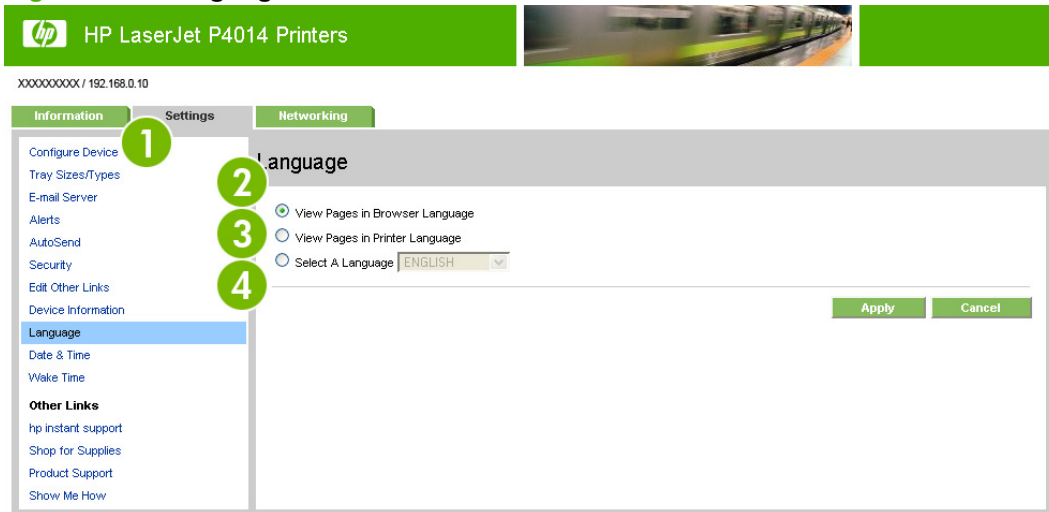 hp HP LaserJet P4014 Printers
XXXXXXXXX / 192.168.0.10
Information Settings Networking
1
Configure Device
Tray Sizes/Types
E-mail Server
Alerts
AutoSend
Security
Edit Other Links
Device Information
Language
Date & Time
Wake Time
Other Links
hp instant support
Shop for Supplies
Product Support
Show Me How
Language
2
View Pages in Browser Language
3
View Pages in Printer Language
Select A Language ENGLISH
4
Apply Cancel